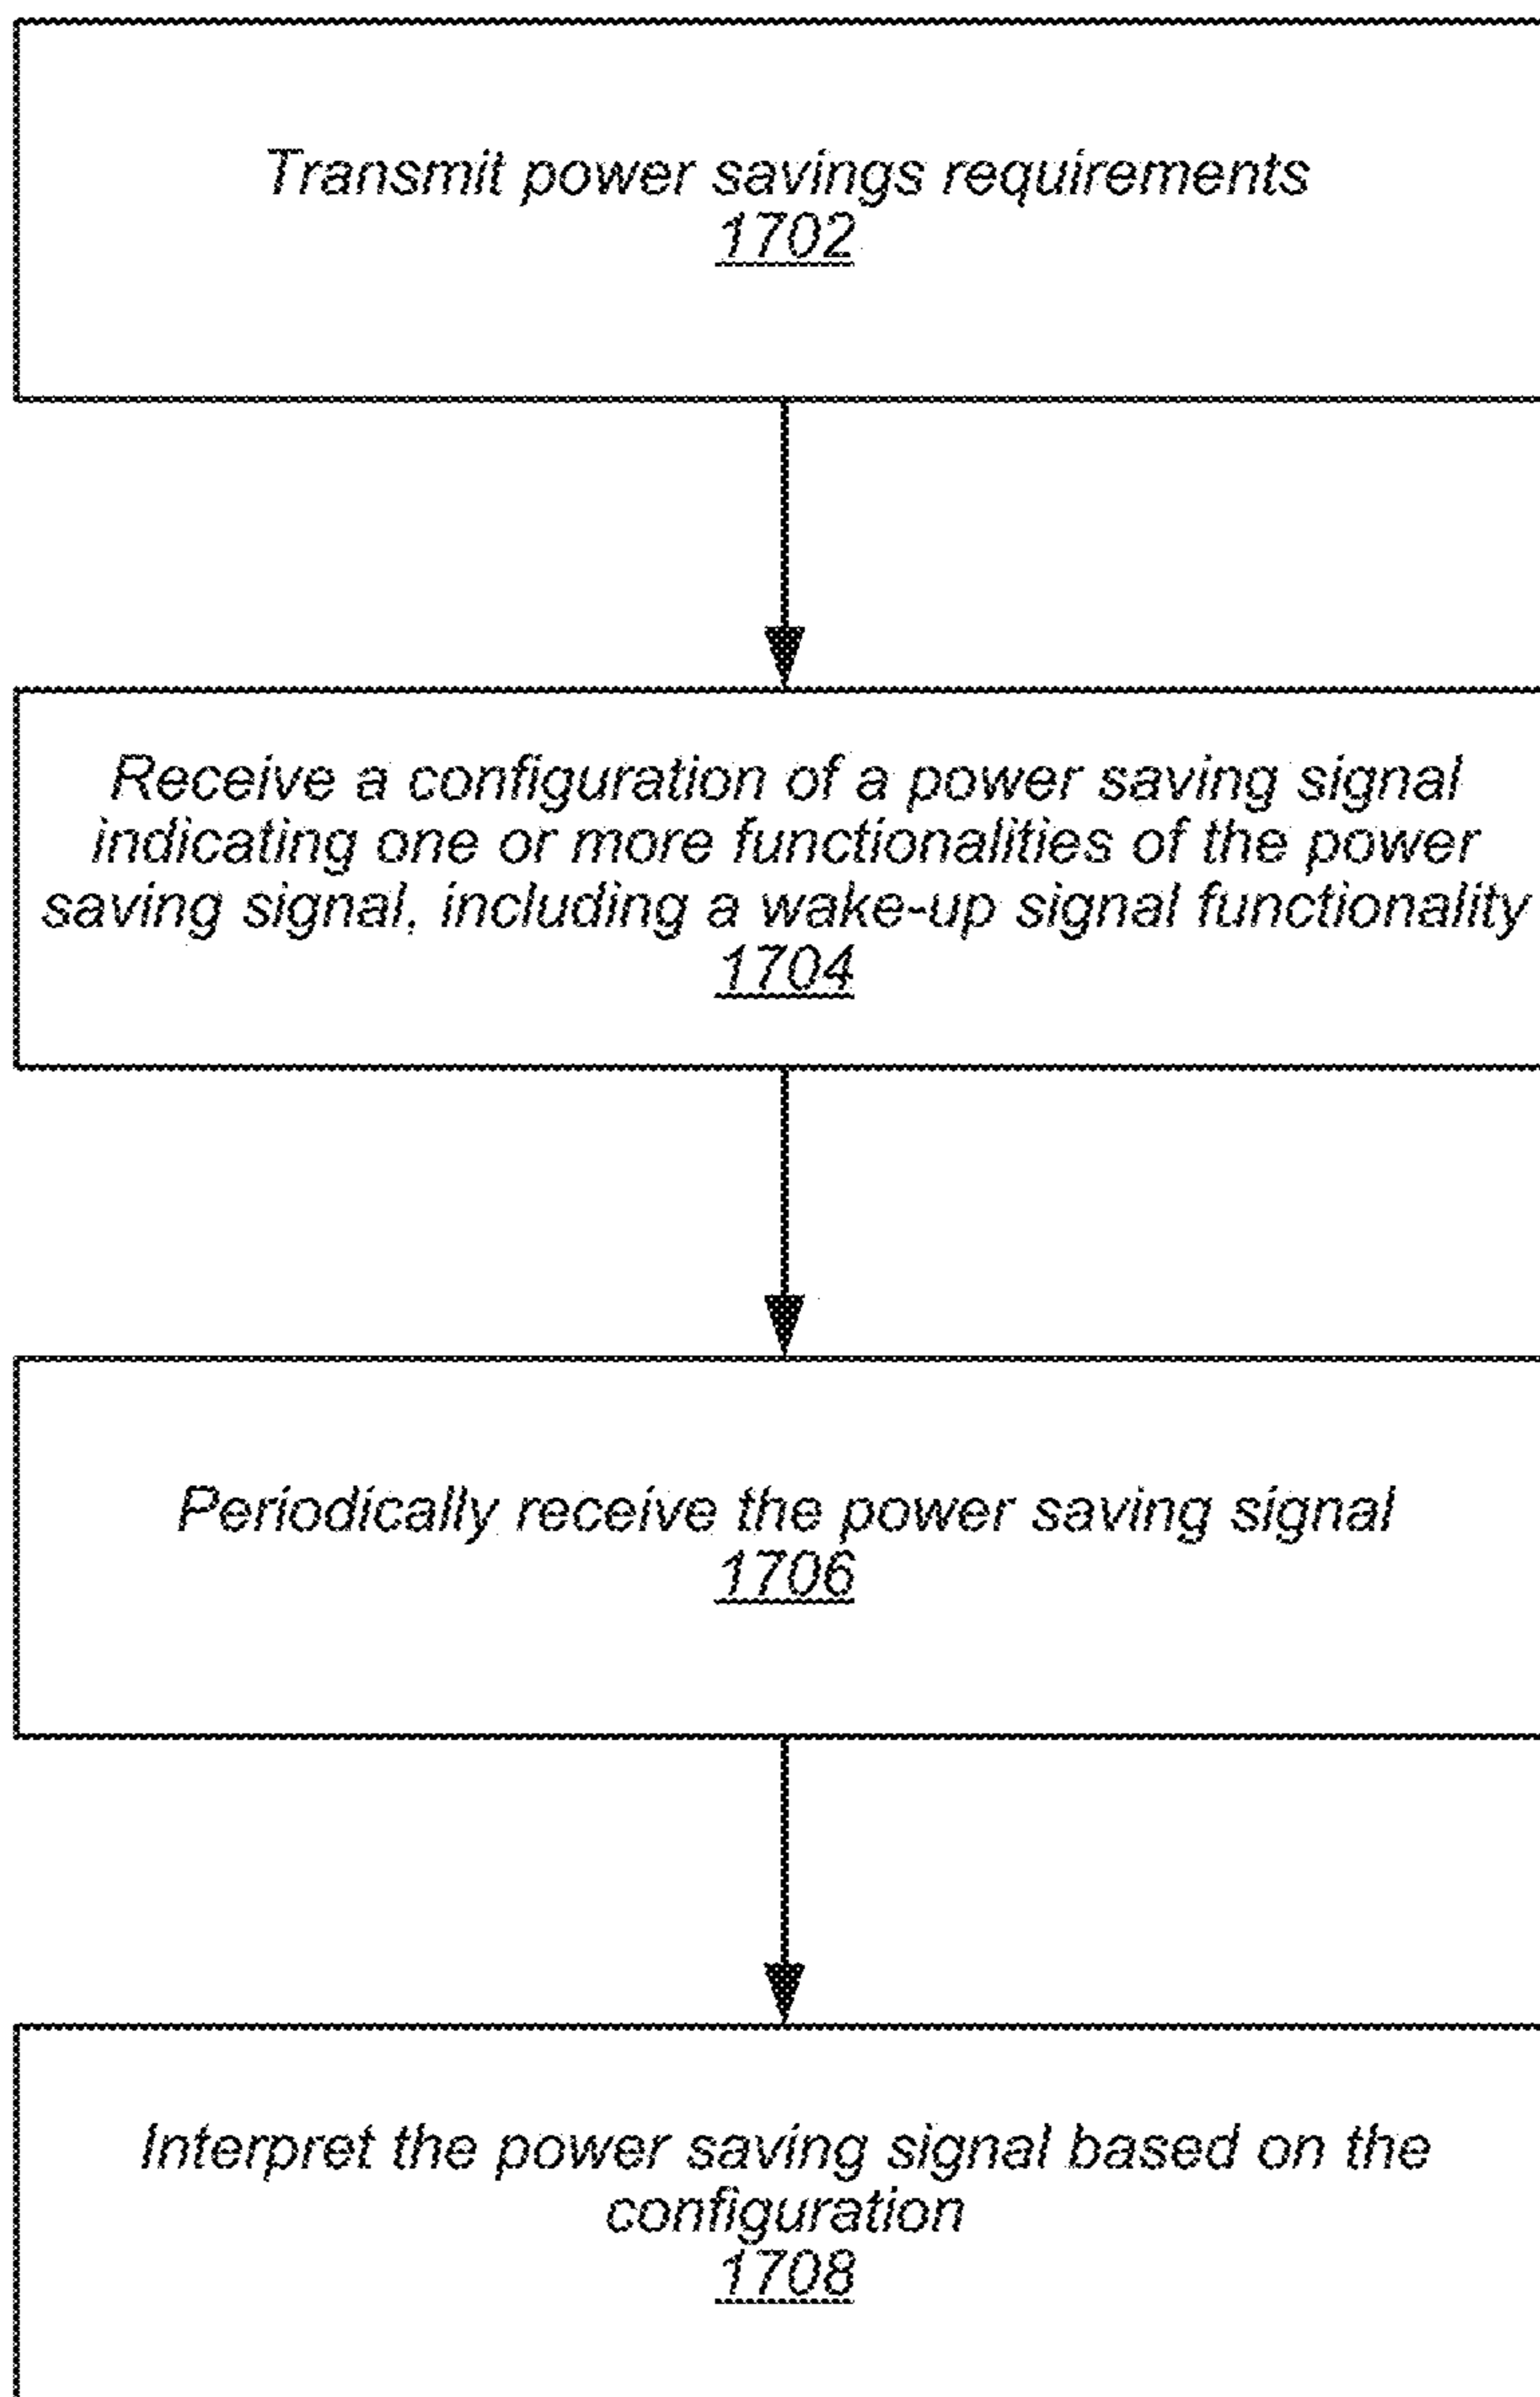 Transmit power savings requirements
1702
Receive a configuration of a power saving signal
indicating one or more functionalities of the power
saving signal, including a wake-up signal functionality
1704
Periodically receive the power saving signal
1706
Interpret the power saving signal based on the
configuration
1708